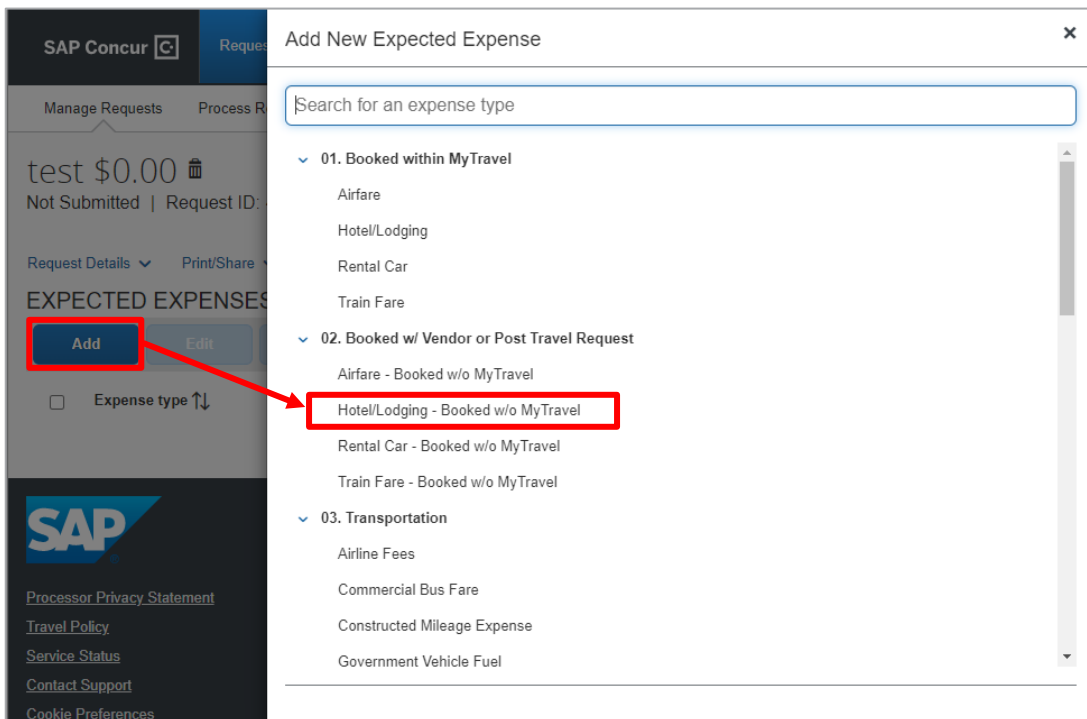 SAP Concur
Reques
Manage Requests Process R
test $0.00
Not Submitted | Request ID:
Request Details Print/Share
EXPECTED EXPENSES
Add Edit
Expense type
SAP
Processor Privacy Statement
Travel Policy
Service Status
Contact Support
Cookie Preferences
Add New Expected Expense
Search for an expense type
01. Booked within MyTravel
Airfare
Hotel/Lodging
Rental Car
Train Fare
02. Booked w/ Vendor or Post Travel Request
Airfare - Booked w/o MyTravel
Hotel/Lodging - Booked w/o MyTravel
Rental Car - Booked w/o MyTravel
Train Fare - Booked w/o MyTravel
03. Transportation
Airline Fees
Commercial Bus Fare
Constructed Mileage Expense
Government Vehicle Fuel